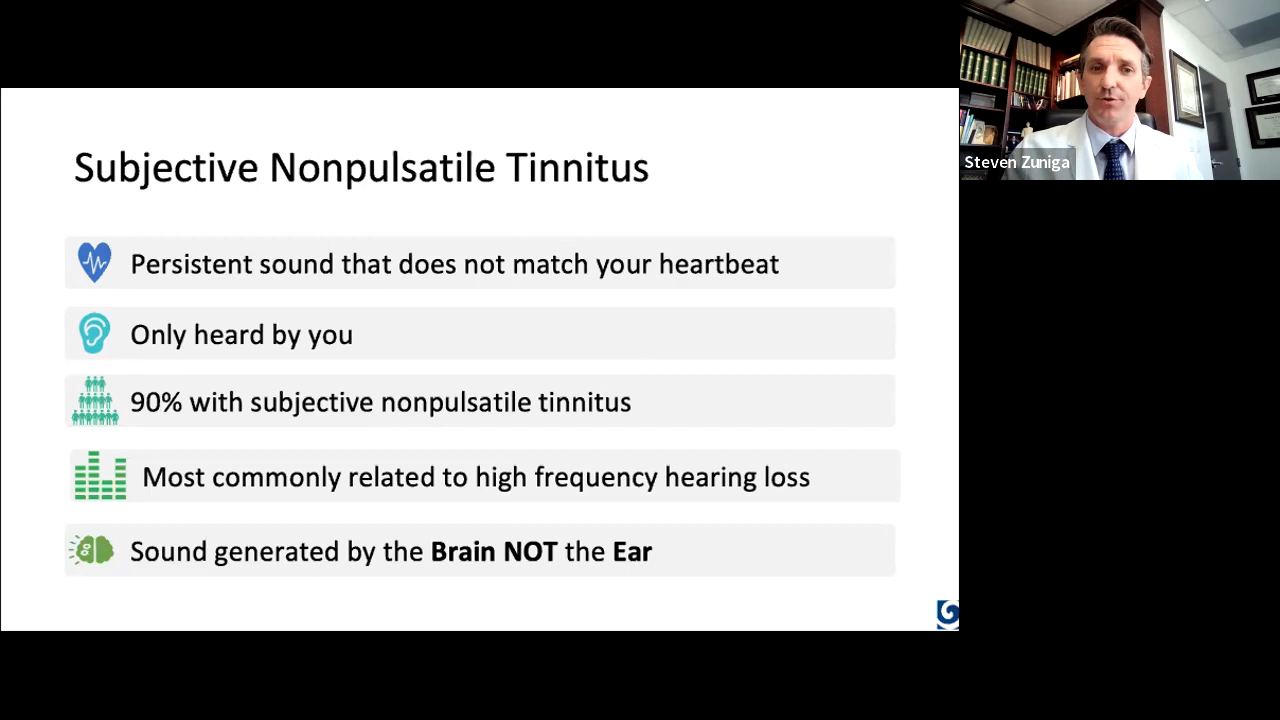 Steven Zuniga
Subjective Nonpulsatile Tinnitus
Persistent sound that does not match your heartbeat
Only heard by you
90% with subjective nonpulsatile tinnitus
Most commonly related to high frequency hearing loss
Sound generated by the Brain NOT the Ear